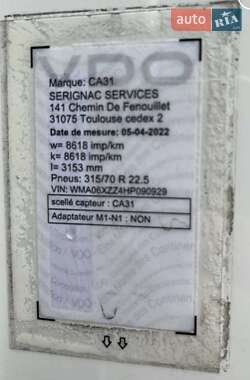 AUTO
RIA
.com
VDO
Marque: CA31
SERIGNAC SERVICES
141 Chemin De Fenouillet
31075 Toulouse cedex 2
Date de mesure: 05-04-2022
w= 8618 imp/km
k= 8618 imp/km
l= 3153 mm
Pneus: 315/70 R 22.5
VIN: WMA06XZZ4HP090929
scellé capteur : CA31
Adaptateur M1-N1 : NON